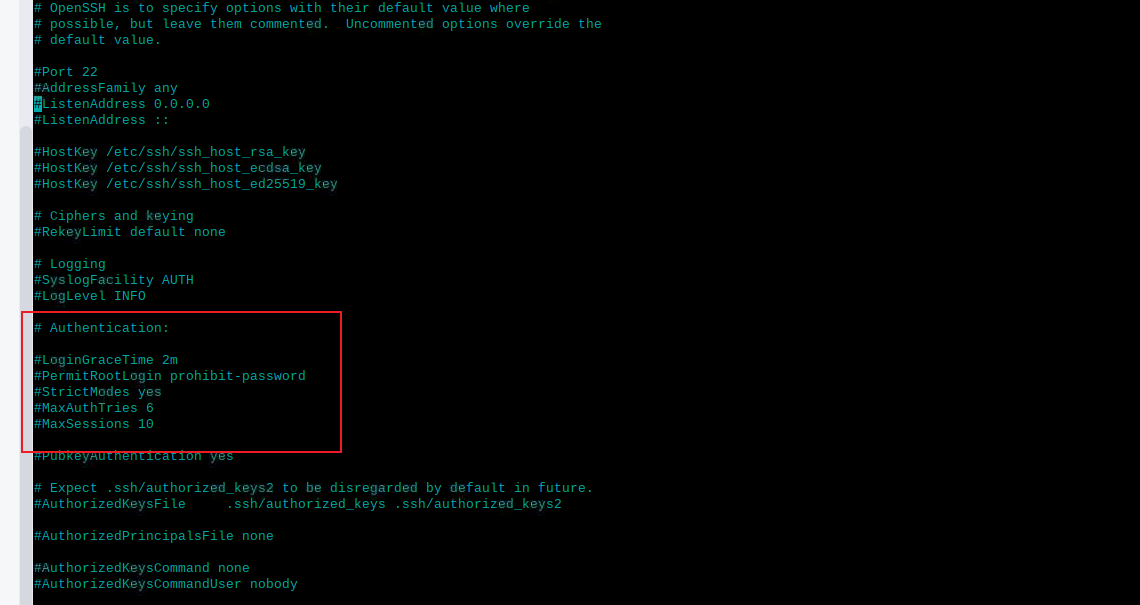 # OpenSSH is to specify options with their default value where
# possible, but leave them commented.  Uncommented options override the
# default value.

#Port 22
#AddressFamily any
#ListenAddress 0.0.0.0
#ListenAddress ::

#HostKey /etc/ssh/ssh_host_rsa_key
#HostKey /etc/ssh/ssh_host_ecdsa_key
#HostKey /etc/ssh/ssh_host_ed25519_key

# Ciphers and keying
#RekeyLimit default none

# Logging
#SyslogFacility AUTH
#LogLevel INFO

# Authentication:

#LoginGraceTime 2m
#PermitRootLogin prohibit-password
#StrictModes yes
#MaxAuthTries 6
#MaxSessions 10

#PubkeyAuthentication yes

# Expect .ssh/authorized_keys2 to be disregarded by default in future.
#AuthorizedKeysFile     .ssh/authorized_keys .ssh/authorized_keys2

#AuthorizedPrincipalsFile none

#AuthorizedKeysCommand none
#AuthorizedKeysCommandUser nobody